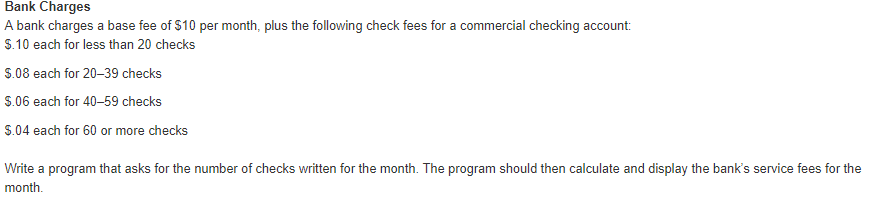 Bank Charges
A bank charges a base fee of $10 per month, plus the following check fees for a commercial checking account:
$.10 each for less than 20 checks
$.08 each for 20–39 checks
$.06 each for 40–59 checks
$.04 each for 60 or more checks
Write a program that asks for the number of checks written for the month. The program should then calculate and display the bank's service fees for the
month.